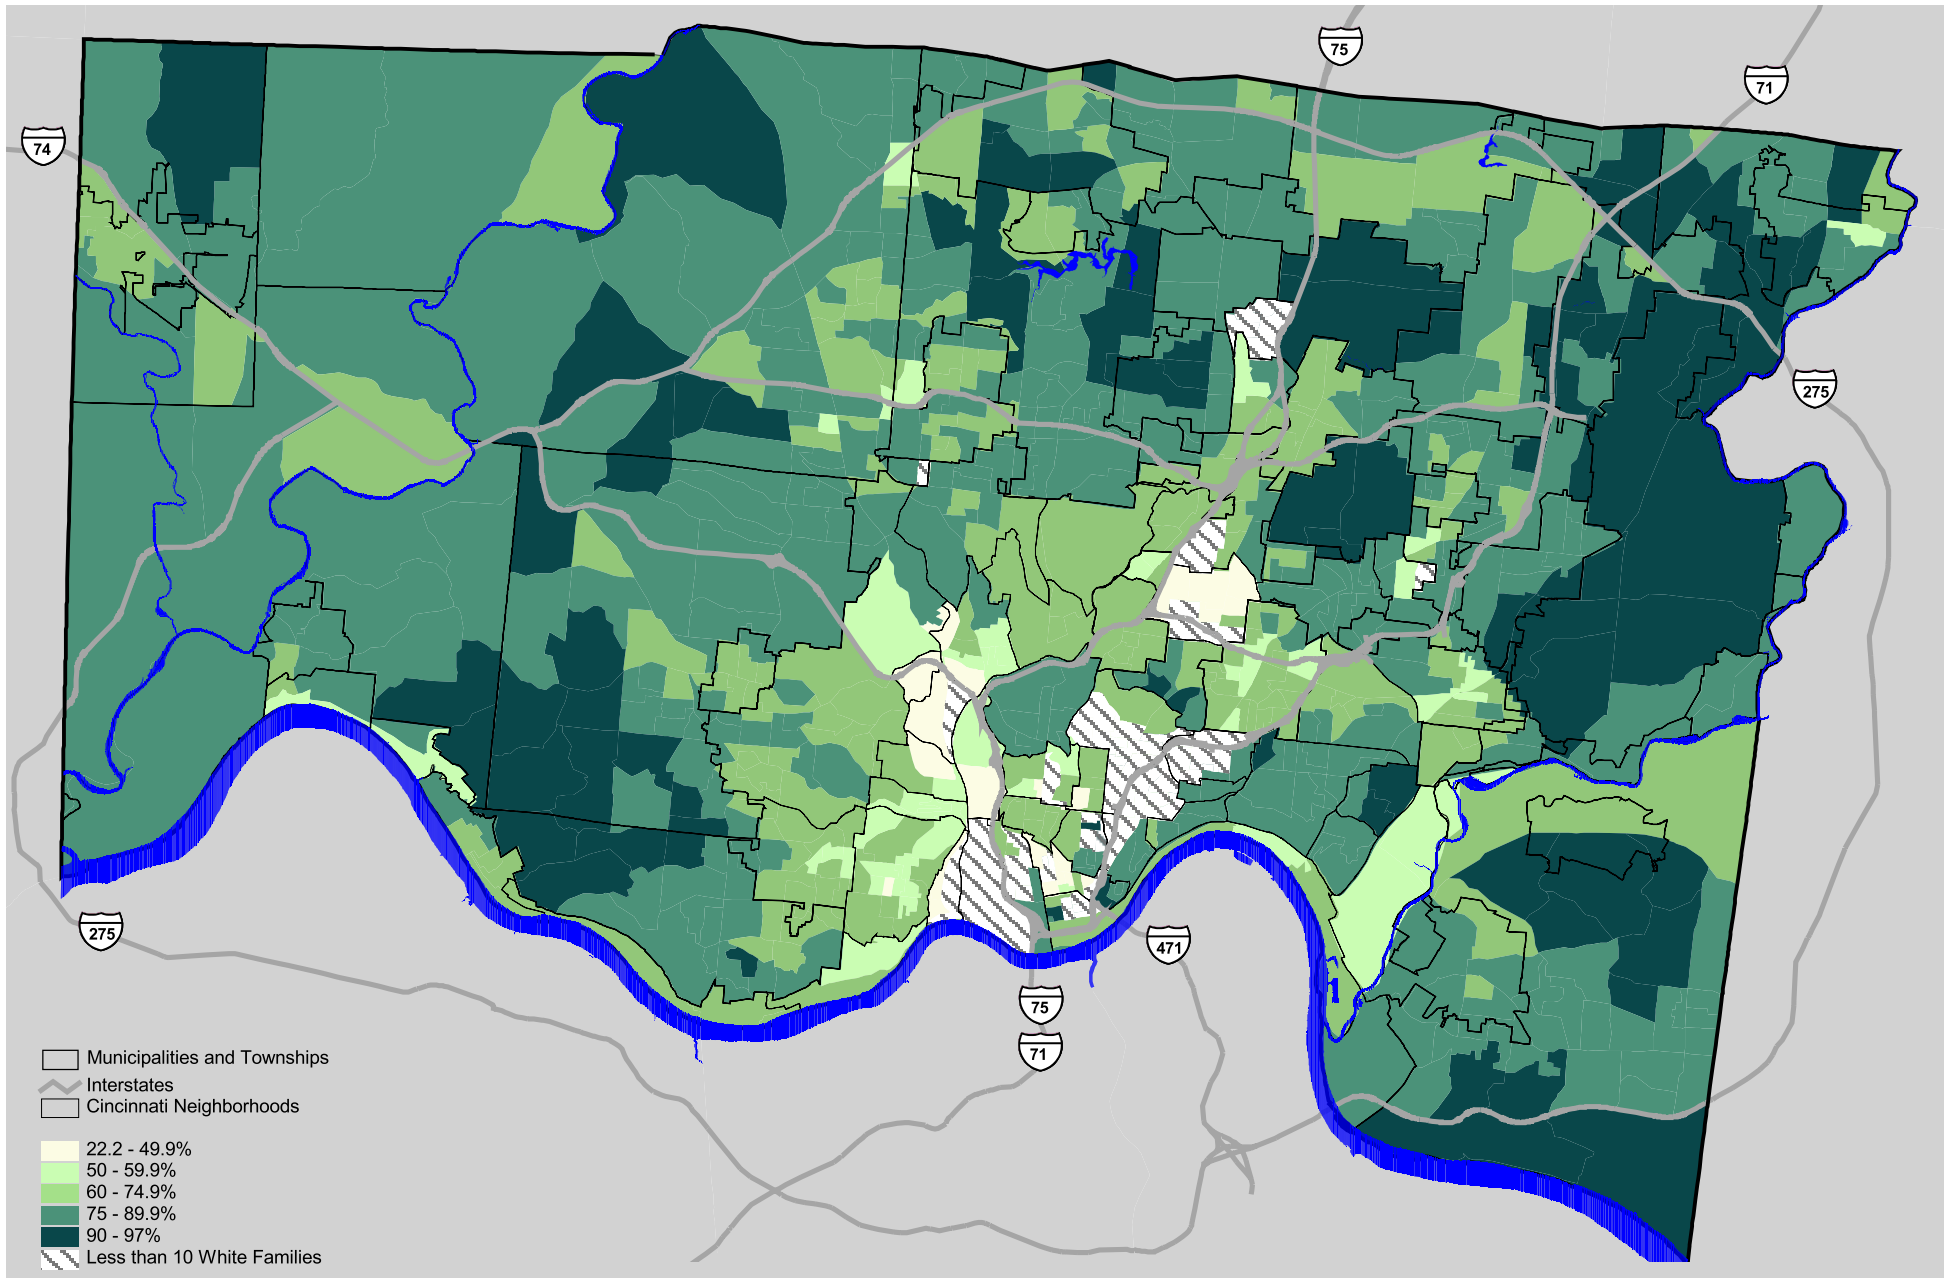 75
71
74
275
275
471
75
71
Municipalities and Townships
Interstates
Cincinnati Neighborhoods
22.2 - 49.9%
50 - 59.9%
60 - 74.9%
75 - 89.9%
90 - 97%
Less than 10 White Families